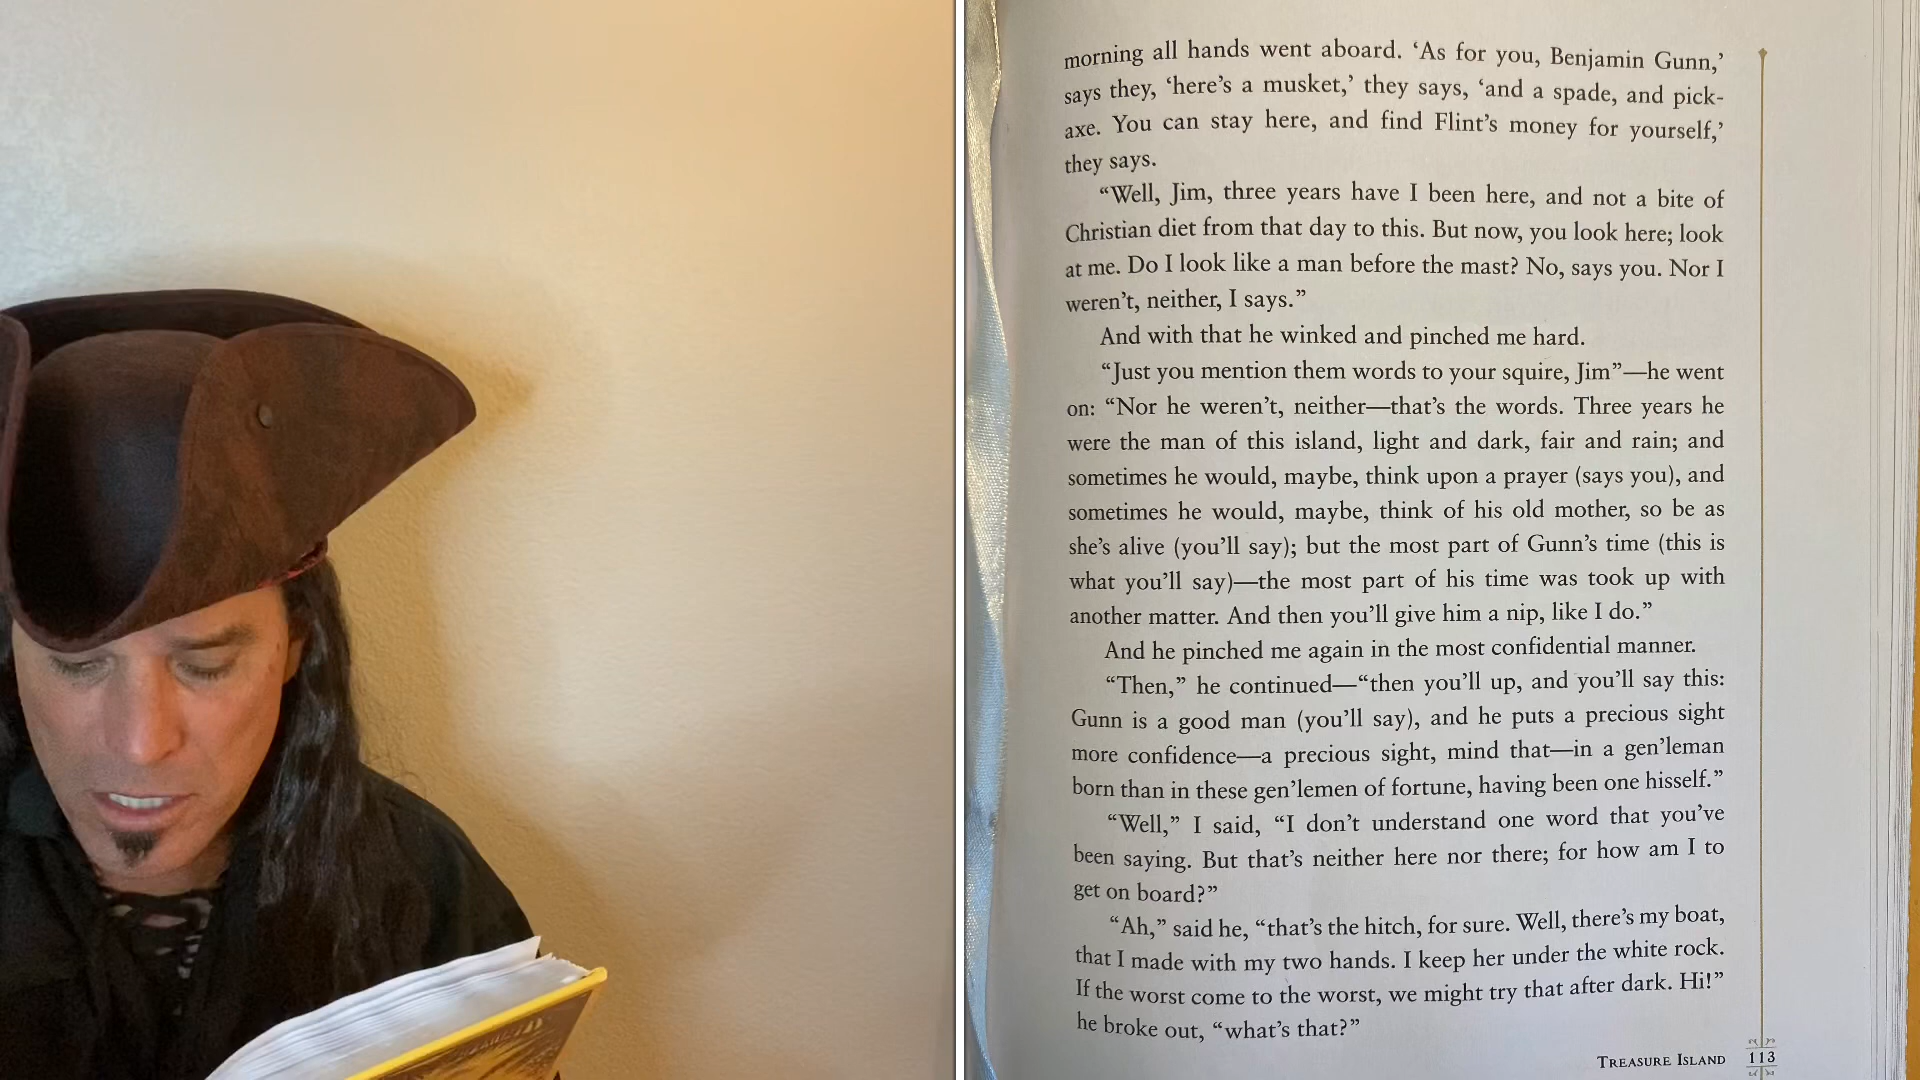 morning all hands went aboard. ‘As for you, Benjamin Gunn,’
says they, ‘here’s a musket,’ they says, ‘and a spade, and pick-
axe. You can stay here, and find Flint’s money for yourself,’
they says.
“Well, Jim, three years have I been here, and not a bite of
Christian diet from that day to this. But now, you look here; look
at me. Do I look like a man before the mast? No, says you. Nor I
weren’t, neither, I says.”
And with that he winked and pinched me hard.
“Just you mention them words to your squire, Jim”—he went
on: “Nor he weren’t, neither—that’s the words. Three years he
were the man of this island, light and dark, fair and rain; and
sometimes he would, maybe, think upon a prayer (says you), and
sometimes he would, maybe, think of his old mother, so be as
she’s alive (you’ll say); but the most part of Gunn’s time (this is
what you’ll say)—the most part of his time was took up with
another matter. And then you’ll give him a nip, like I do.”
And he pinched me again in the most confidential manner.
“Then,” he continued—“then you’ll up, and you’ll say this:
Gunn is a good man (you’ll say), and he puts a precious sight
more confidence—a precious sight, mind that—in a gen’leman
born than in these gen’lemen of fortune, having been one hisself.”
“Well,” I said, “I don’t understand one word that you’ve
been saying. But that’s neither here nor there; for how am I to
get on board?”
“Ah,” said he, “that’s the hitch, for sure. Well, there’s my boat,
that I made with my two hands. I keep her under the white rock.
If the worst come to the worst, we might try that after dark. Hi!”
he broke out, “what’s that?”
TREASURE ISLAND 113